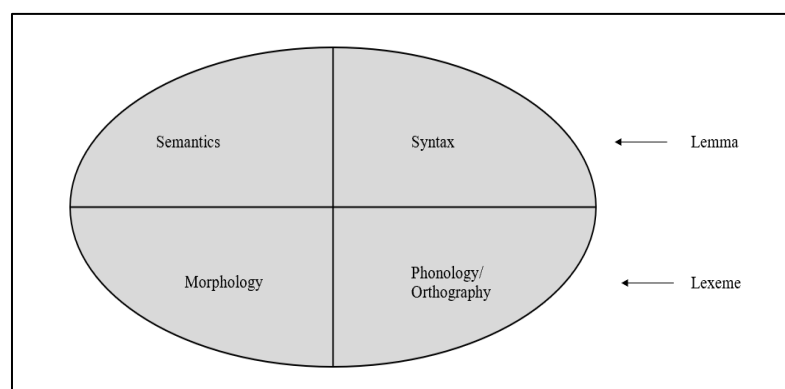 Semantics
Syntax
Lemma
Morphology
Phonology/
Orthography
Lexeme